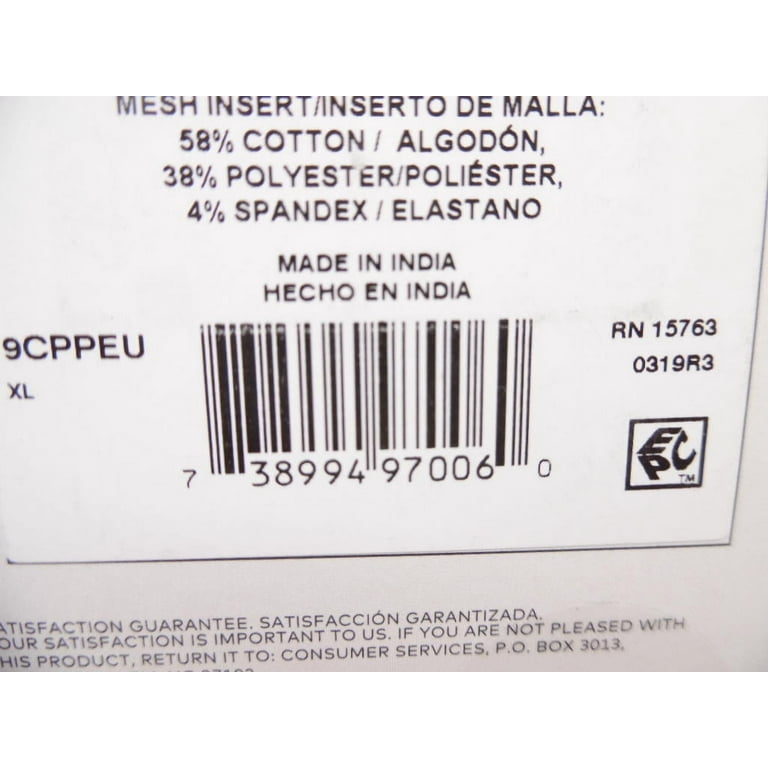 MESH INSERT/INSERTO DE MALLA:
58% COTTON / ALGODÓN,
38% POLYESTER/POLIÉSTER,
4% SPANDEX / ELASTANO
MADE IN INDIA
HECHO EN INDIA
9CPPEU
XL
RN 15763
0319R3
7 38994 97006 0
EPC
TM
ATISFACTION GUARANTEE. SATISFACCIÓN GARANTIZADA.
OUR SATISFACTION IS IMPORTANT TO US. IF YOU ARE NOT PLEASED WITH
HIS PRODUCT, RETURN IT TO: CONSUMER SERVICES, P.O. BOX 3013,